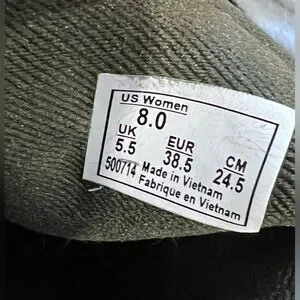 US Women
8.0
UK EUR CM
5.5 38.5 24.5
500714 Made in Vietnam
Fabrique en Vietnam